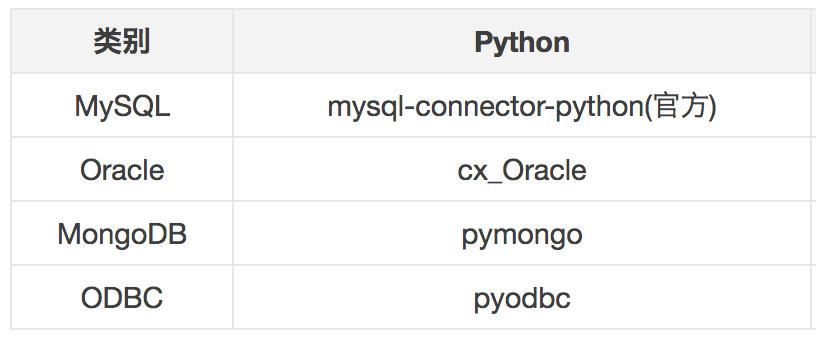 类别 Python
MySQL mysql-connector-python(官方)
Oracle cx_Oracle
MongoDB pymongo
ODBC pyodbc